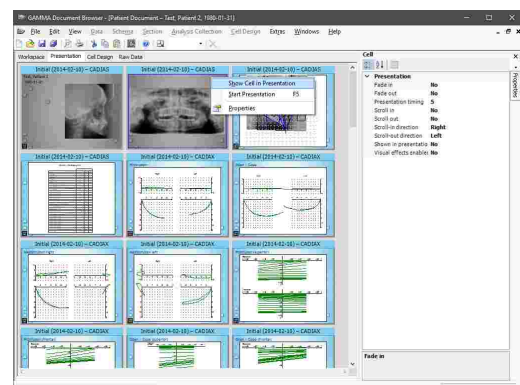 GAMMA Document Browser - [Patient Document - Test, Patient 2, 1980-01-31]
File Edit View Data Schema Section Analysis Collection Cell Design Extras Windows Help
Workspace Presentation Cell Design Raw Data
Initial (2014-02-10) - CADIAS
Initial (2014-02-10) - CADIAS
Initial (2014-02-10) - CADIAS
Show Cell in Presentation
Start Presentation F5
Properties
Initial (2014-02-10) - CADIAS
Initial (2014-02-10) - CADIAX
Initial (2014-02-10) - CADIAX
Initial (2014-02-10) - CADIAX
Initial (2014-02-10) - CADIAX
Initial (2014-02-10) - CADIAX
Initial (2014-02-10) - CADIAX
Initial (2014-02-10) - CADIAX
Initial (2014-02-10) - CADIAX
Cell
Properties
Presentation
Fade in No
Fade out No
Presentation timing 5
Scroll in No
Scroll out No
Scroll-in direction Right
Scroll-out direction Left
Shown in presentatio No
Visual effects enable No
Fade in